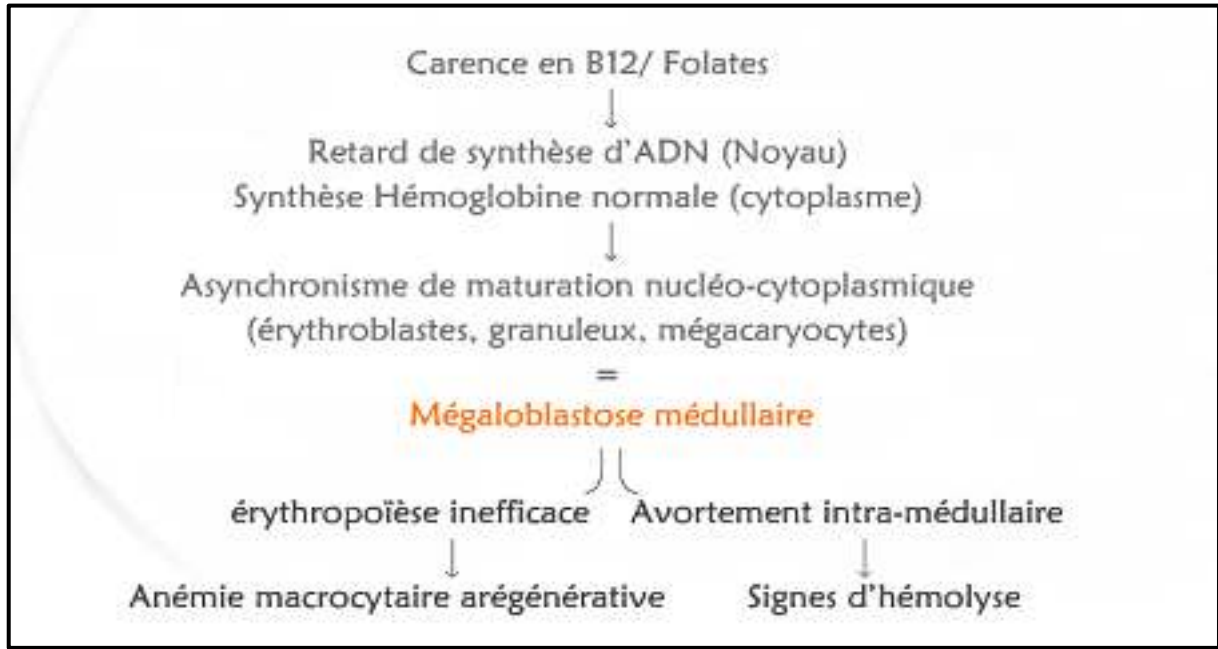 Carence en B12/ Folates
Retard de synthèse d'ADN (Noyau)
Synthèse Hémoglobine normale (cytoplasme)
Asynchronisme de maturation nucléo-cytoplasmique
(érythroblastes, granuleux, mégacaryocytes)
=
Mégaloblastose médullaire
érythropoïèse inefficace Avortement intra-médullaire
Anémie macrocytaire arégénérative Signes d'hémolyse